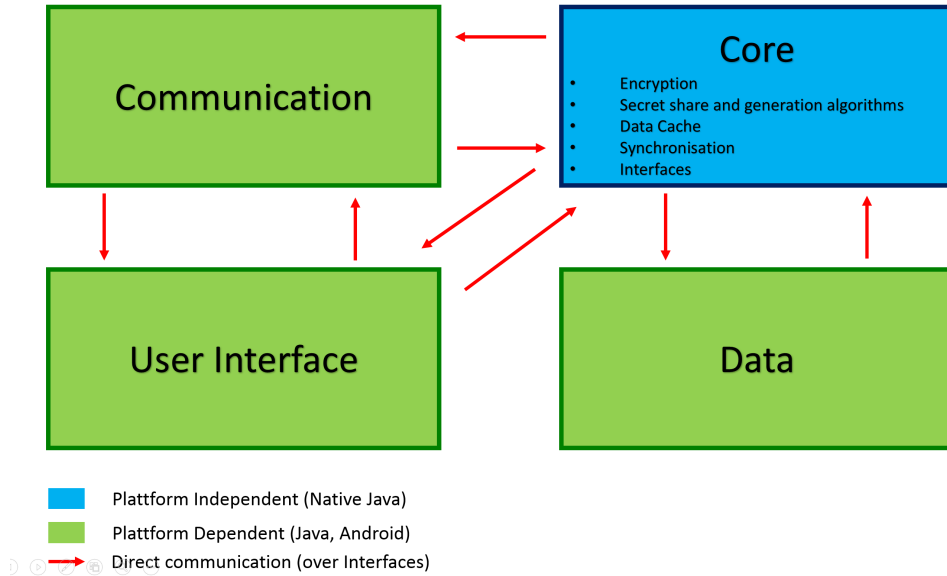 Communication
Core
• Encryption
• Secret share and generation algorithms
• Data Cache
• Synchronisation
• Interfaces
User Interface
Data
Plattform Independent (Native Java)
Plattform Dependent (Java, Android)
Direct communication (over Interfaces)